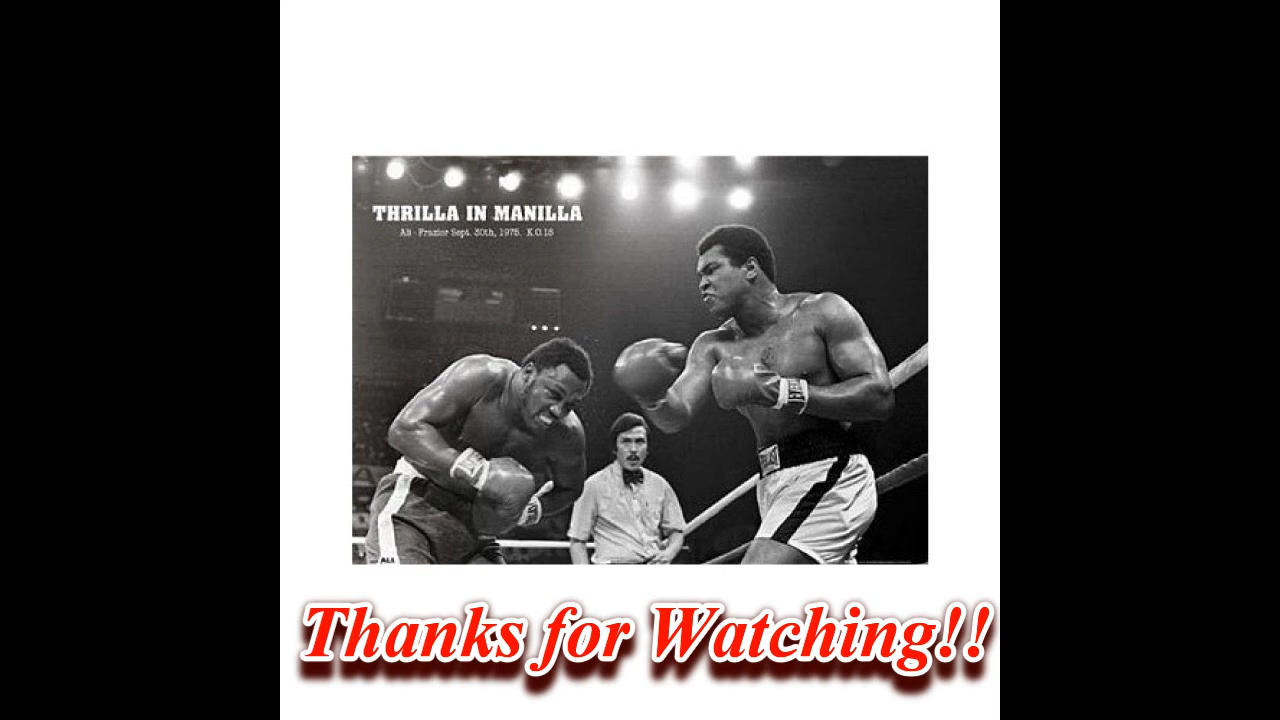 THRILLA IN MANILLA
Ali - Frazier Sept. 30th, 1975. K.O.15
Thanks for Watching!!